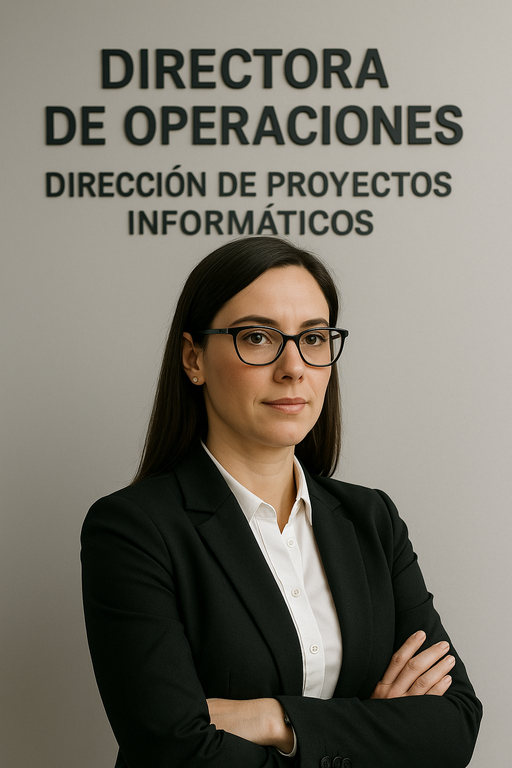 DIRECTORA
DE OPERACIONES
DIRECCIÓN DE PROYECTOS
INFORMÁTICOS